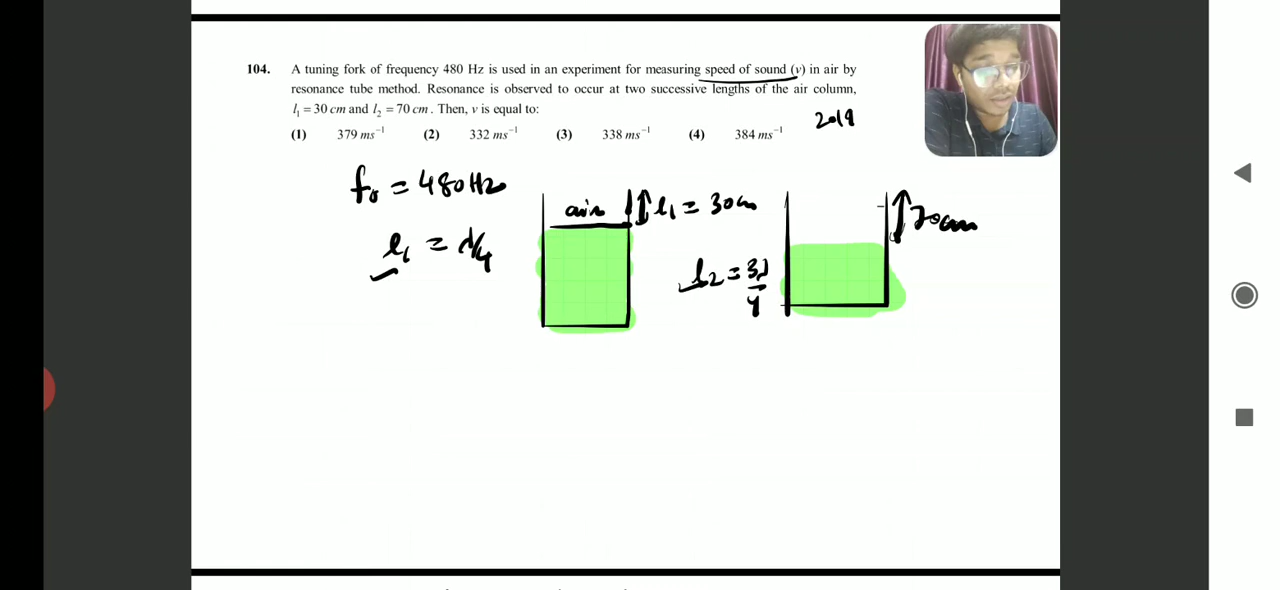 104. A tuning fork of frequency 480 Hz is used in an experiment for measuring speed of sound (v) in air by
resonance tube method. Resonance is observed to occur at two successive lengths of the air column,
l₁ = 30 cm and l₂ = 70 cm. Then, v is equal to:
(1) 379 ms⁻¹ (2) 332 ms⁻¹ (3) 338 ms⁻¹ (4) 384 ms⁻¹
2019
f₀ = 480Hz
air l₁ = 30cm
70cm
l₁ = λ/4
l₂ = 3λ/4